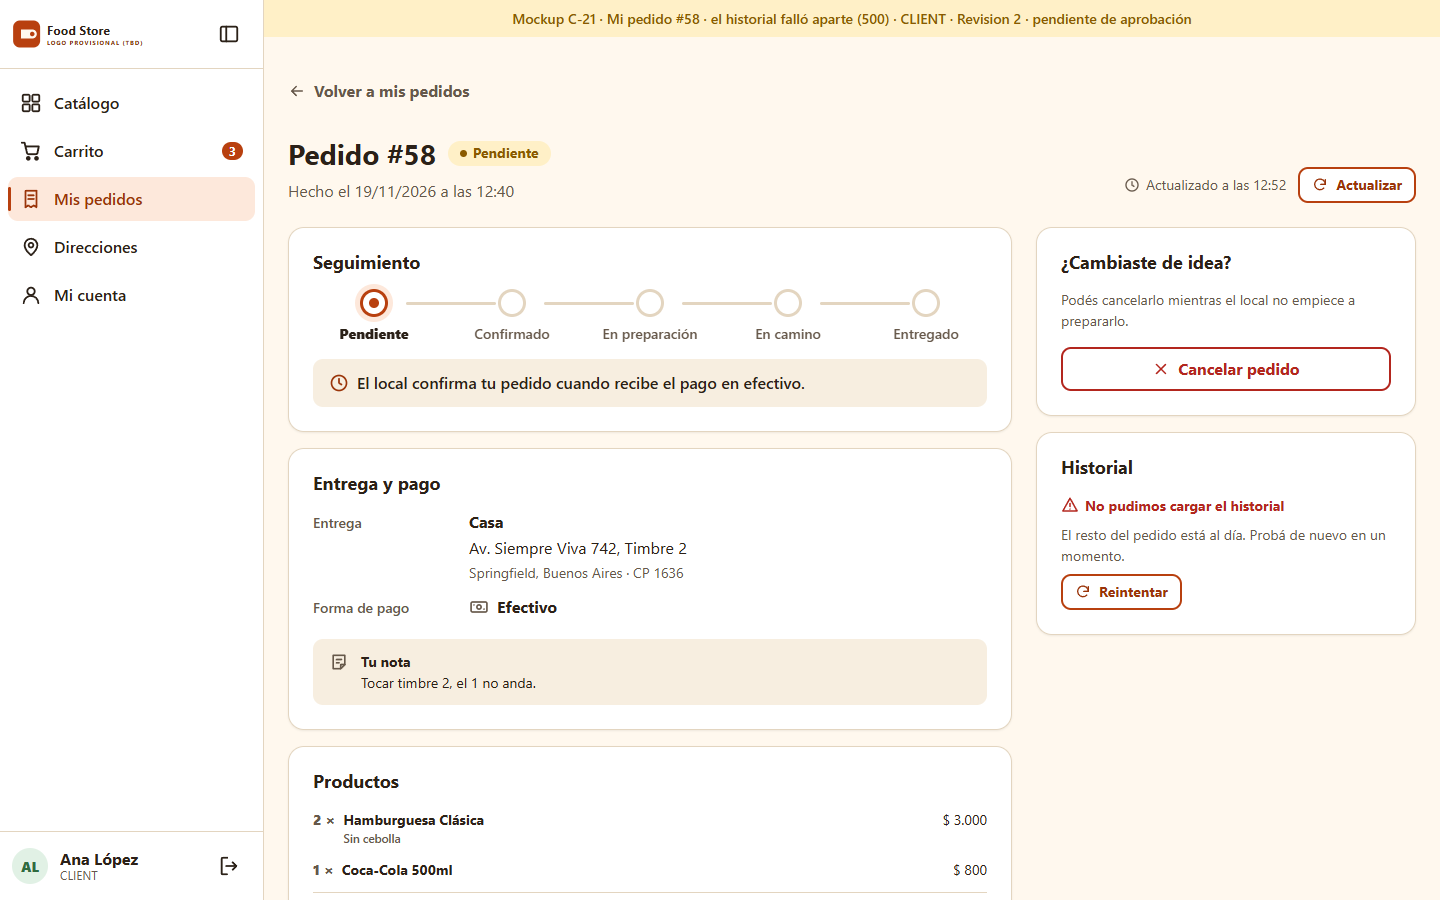 Food Store
LOGO PROVISIONAL (TBD)
Catálogo
Carrito
3
Mis pedidos
Direcciones
Mi cuenta
AL
Ana López
CLIENT
Mockup C-21 · Mi pedido #58 · el historial falló aparte (500) · CLIENT · Revision 2 · pendiente de aprobación
Volver a mis pedidos
Pedido #58
Pendiente
Hecho el 19/11/2026 a las 12:40
Actualizado a las 12:52
Actualizar
Seguimiento
Pendiente
Confirmado
En preparación
En camino
Entregado
El local confirma tu pedido cuando recibe el pago en efectivo.
Entrega y pago
Entrega
Casa
Av. Siempre Viva 742, Timbre 2
Springfield, Buenos Aires · CP 1636
Forma de pago
Efectivo
Tu nota
Tocar timbre 2, el 1 no anda.
Productos
2 × Hamburguesa Clásica
$ 3.000
Sin cebolla
1 × Coca-Cola 500ml
$ 800
¿Cambiaste de idea?
Podés cancelarlo mientras el local no empiece a
prepararlo.
Cancelar pedido
Historial
No pudimos cargar el historial
El resto del pedido está al día. Probá de nuevo en un
momento.
Reintentar